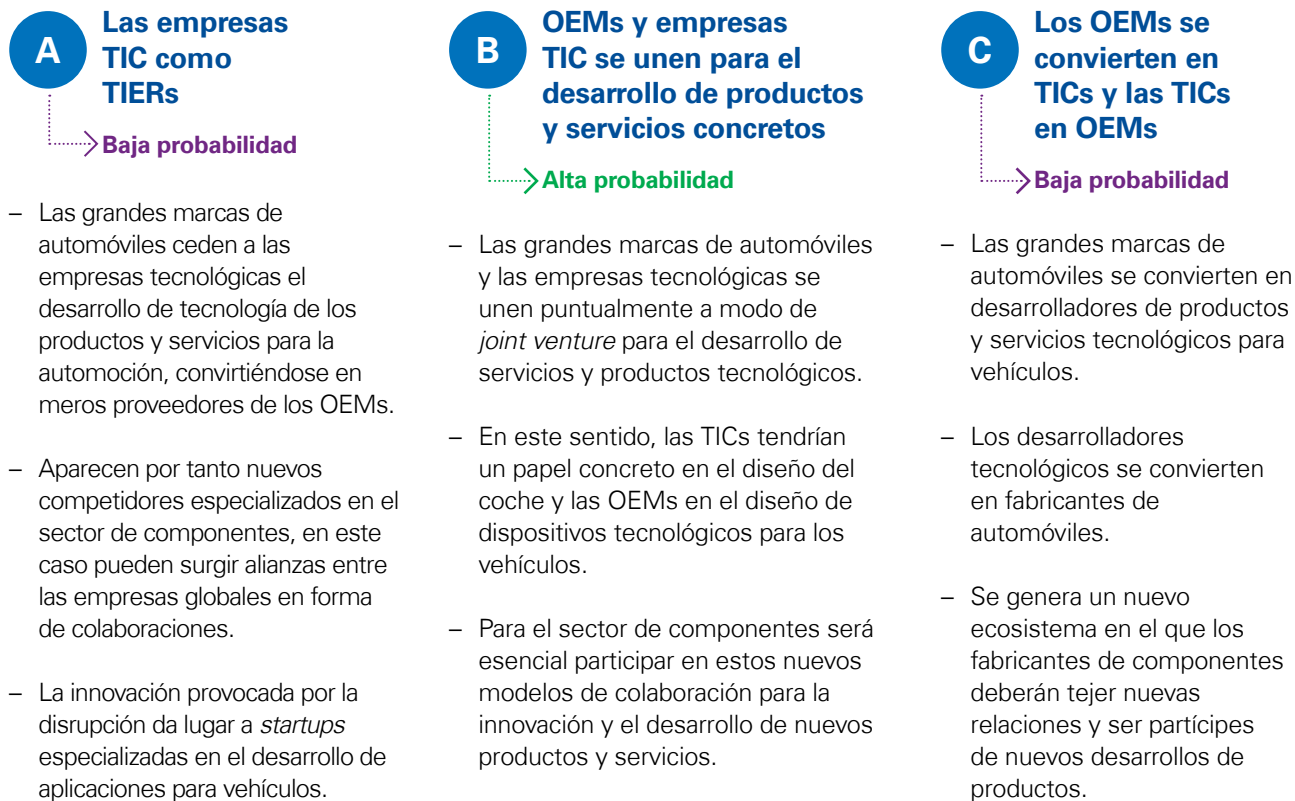 A
Las empresas
TIC como
TIERs
Baja probabilidad
– Las grandes marcas de
automóviles ceden a las
empresas tecnológicas el
desarrollo de tecnología de los
productos y servicios para la
automoción, convirtiéndose en
meros proveedores de los OEMs.
– Aparecen por tanto nuevos
competidores especializados en el
sector de componentes, en este
caso pueden surgir alianzas entre
las empresas globales en forma
de colaboraciones.
– La innovación provocada por la
disrupción da lugar a startups
especializadas en el desarrollo de
aplicaciones para vehículos.
B
OEMs y empresas
TIC se unen para el
desarrollo de productos
y servicios concretos
Alta probabilidad
– Las grandes marcas de automóviles
y las empresas tecnológicas se
unen puntualmente a modo de
joint venture para el desarrollo de
servicios y productos tecnológicos.
– En este sentido, las TICs tendrían
un papel concreto en el diseño del
coche y las OEMs en el diseño de
dispositivos tecnológicos para los
vehículos.
– Para el sector de componentes será
esencial participar en estos nuevos
modelos de colaboración para la
innovación y el desarrollo de nuevos
productos y servicios.
C
Los OEMs se
convierten en
TICs y las TICs
en OEMs
Baja probabilidad
– Las grandes marcas de
automóviles se convierten en
desarrolladores de productos
y servicios tecnológicos para
vehículos.
– Los desarrolladores
tecnológicos se convierten
en fabricantes de
automóviles.
– Se genera un nuevo
ecosistema en el que los
fabricantes de componentes
deberán tejer nuevas
relaciones y ser partícipes
de nuevos desarrollos de
productos.